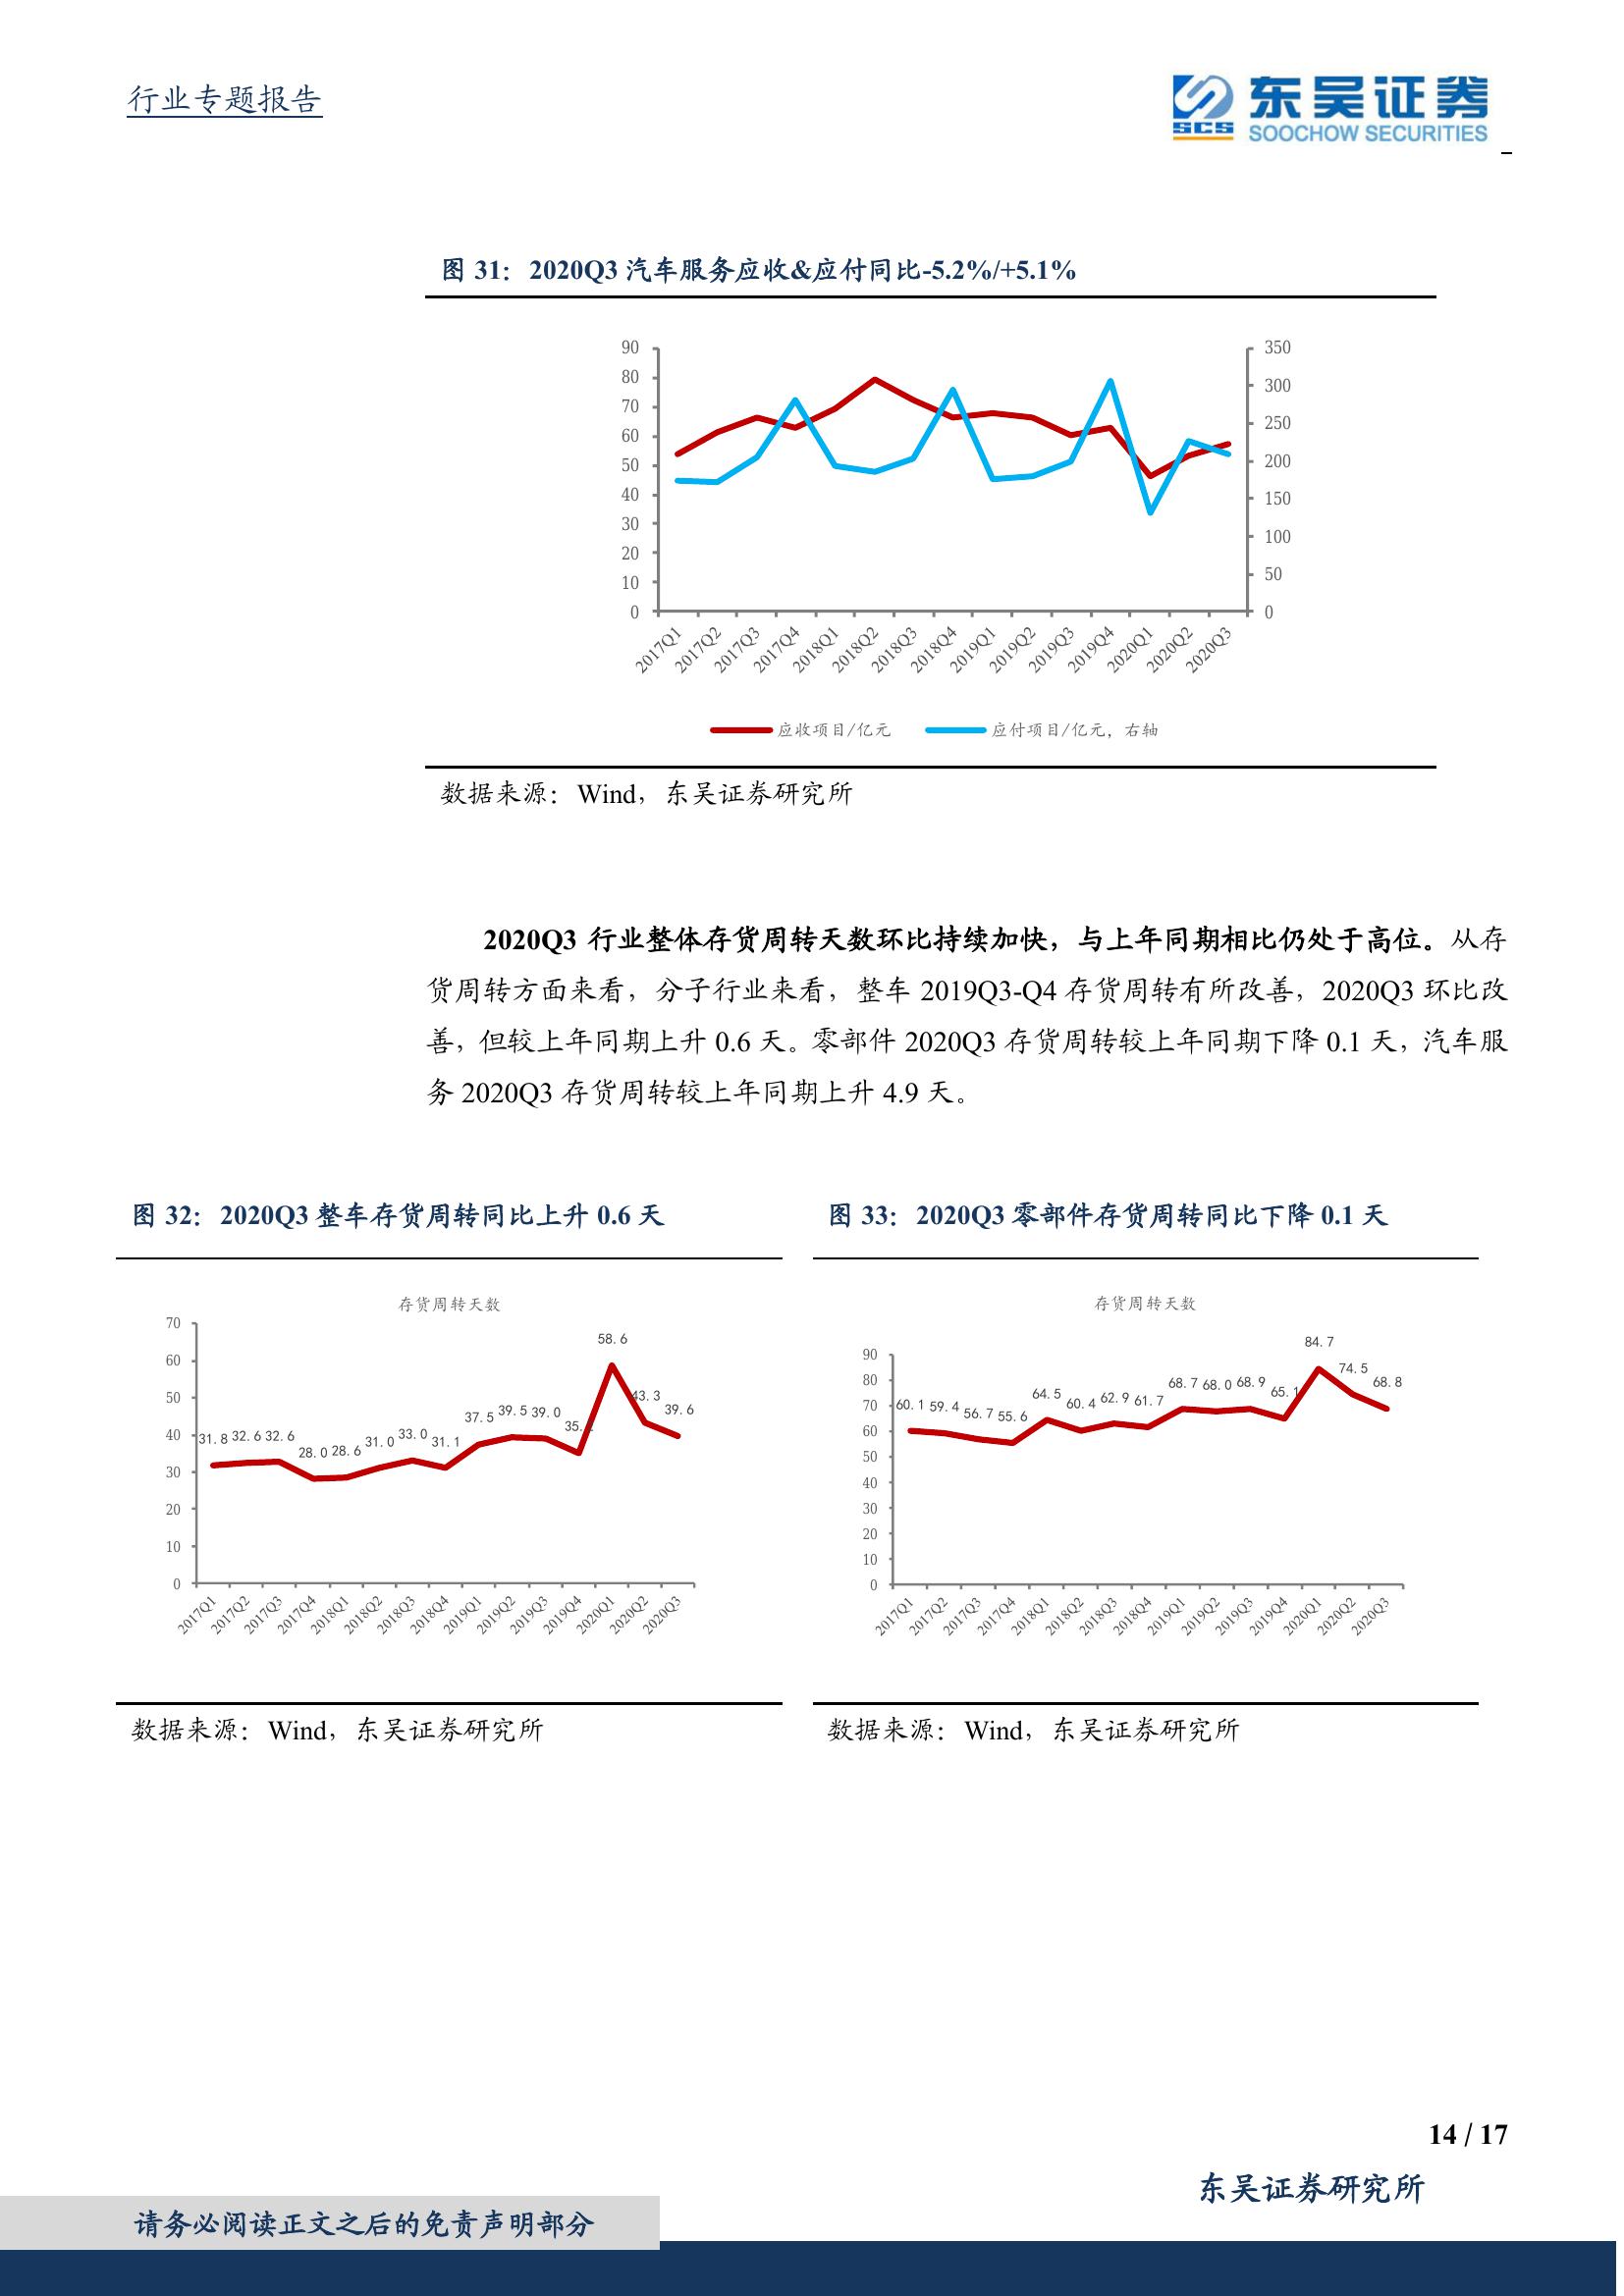 行业专题报告
东吴证券
SCS
SOOCHOW SECURITIES
图 31：2020Q3 汽车服务应收&应付同比-5.2%/+5.1%
90
80
70
60
50
40
30
20
10
0
350
300
250
200
150
100
50
0
2017Q1 2017Q2 2017Q3 2017Q4 2018Q1 2018Q2 2018Q3 2018Q4 2019Q1 2019Q2 2019Q3 2019Q4 2020Q1 2020Q2 2020Q3
应收项目/亿元 应付项目/亿元，右轴
数据来源：Wind，东吴证券研究所
2020Q3 行业整体存货周转天数环比持续加快，与上年同期相比仍处于高位。从存
货周转方面来看，分子行业来看，整车 2019Q3-Q4 存货周转有所改善，2020Q3 环比改
善，但较上年同期上升 0.6 天。零部件 2020Q3 存货周转较上年同期下降 0.1 天，汽车服
务 2020Q3 存货周转较上年同期上升 4.9 天。
图 32：2020Q3 整车存货周转同比上升 0.6 天
存货周转天数
70
60
50
40
30
20
10
0
31.8 32.6 32.6 28.0 28.6 31.0 33.0 31.1 37.5 39.5 39.0 58.6 43.3 39.6
2017Q1 2017Q2 2017Q3 2017Q4 2018Q1 2018Q2 2018Q3 2018Q4 2019Q1 2019Q2 2019Q3 2019Q4 2020Q1 2020Q2 2020Q3
数据来源：Wind，东吴证券研究所
图 33：2020Q3 零部件存货周转同比下降 0.1 天
存货周转天数
90
80
70
60
50
40
30
20
10
0
60.1 59.4 56.7 55.6 64.5 60.4 62.9 61.7 68.7 68.0 68.9 65.1 84.7 74.5 68.8
2017Q1 2017Q2 2017Q3 2017Q4 2018Q1 2018Q2 2018Q3 2018Q4 2019Q1 2019Q2 2019Q3 2019Q4 2020Q1 2020Q2 2020Q3
数据来源：Wind，东吴证券研究所
14 / 17
东吴证券研究所
请务必阅读正文之后的免责声明部分